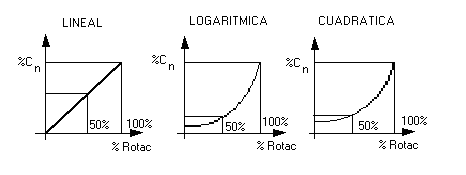 LINEAL
%Cn
50%
100%
% Rotac
LOGARITMICA
%Cn
50%
100%
% Rotac
CUADRATICA
%Cn
50%
100%
% Rotac